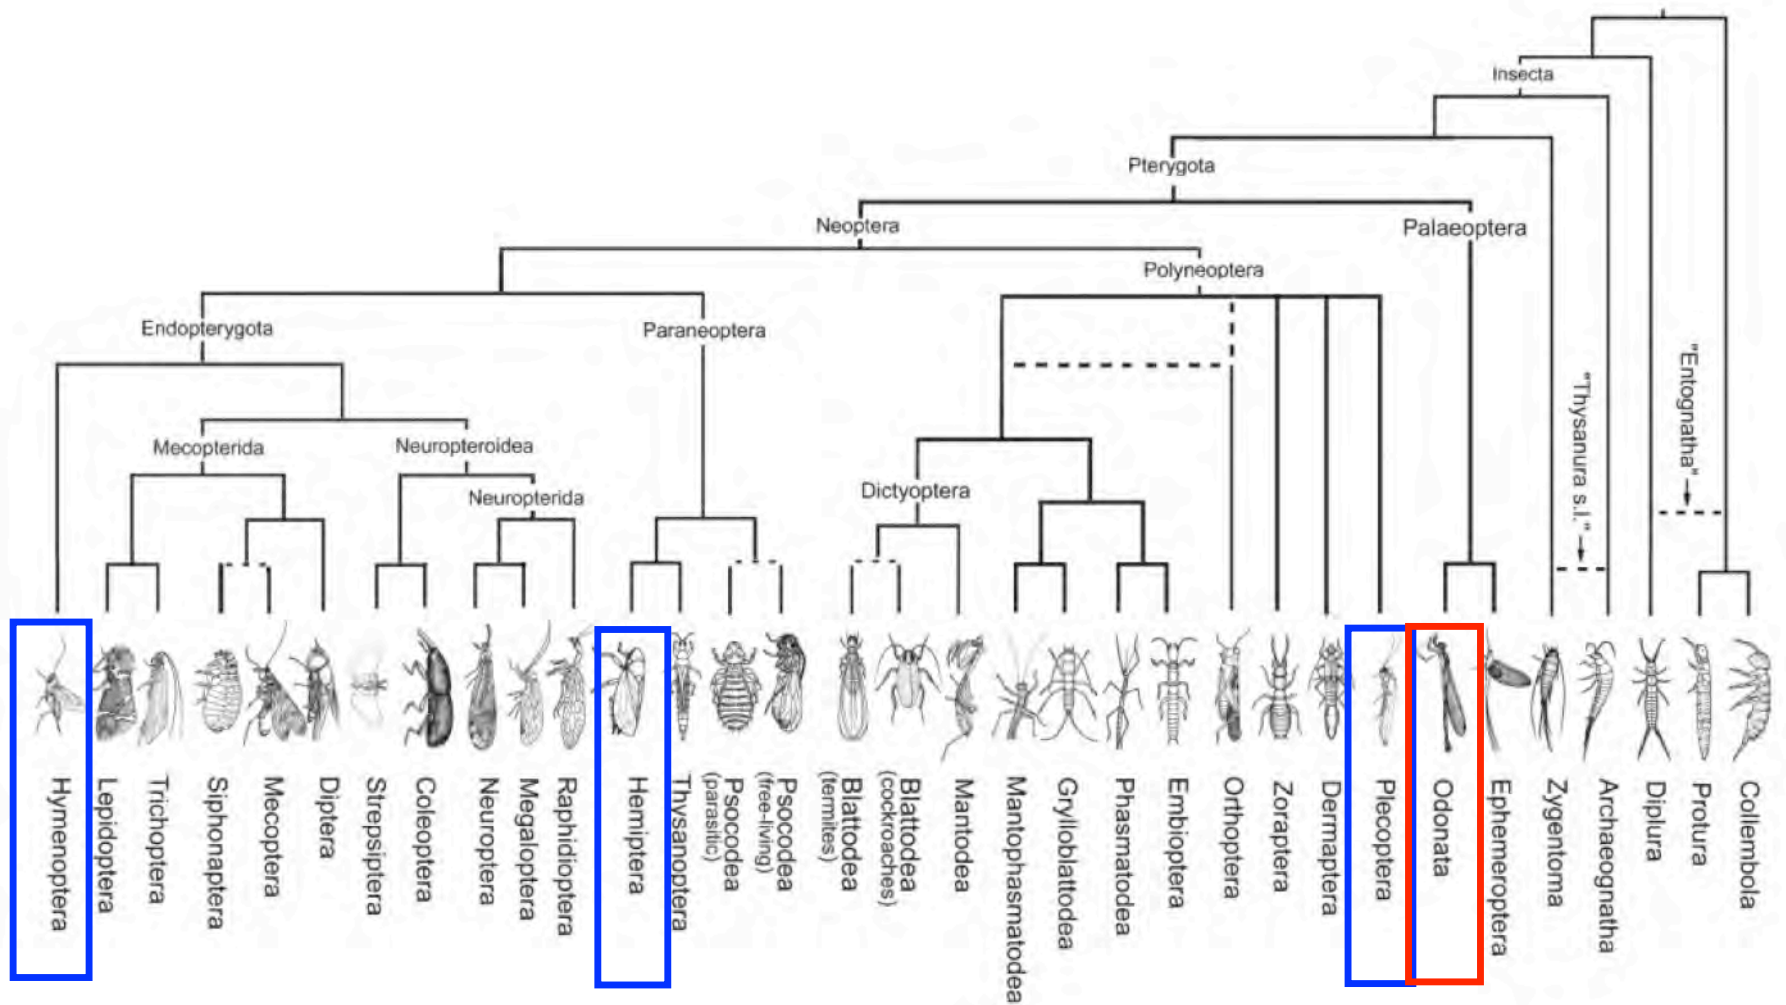 Insecta
Pterygota
Neoptera
Palaeoptera
Polyneoptera
Endopterygota
Paraneoptera
"Entognatha"
"Thysanura s.l."
Mecopterida
Neuropteroidea
Neuropterida
Dictyoptera
Hymenoptera
Lepidoptera
Trichoptera
Siphonaptera
Mecoptera
Diptera
Strepsiptera
Coleoptera
Neuroptera
Megaloptera
Raphidioptera
Hemiptera
Thysanoptera
Psocodea
(parasitic)
Psocodea
(free-living)
Blattodea
(termites)
Blattodea
(cockroaches)
Mantodea
Mantophasmatodea
Grylloblattodea
Phasmatodea
Embioptera
Orthoptera
Zoraptera
Dermaptera
Plecoptera
Odonata
Ephemeroptera
Zygentoma
Archaeognatha
Diplura
Protura
Collembola